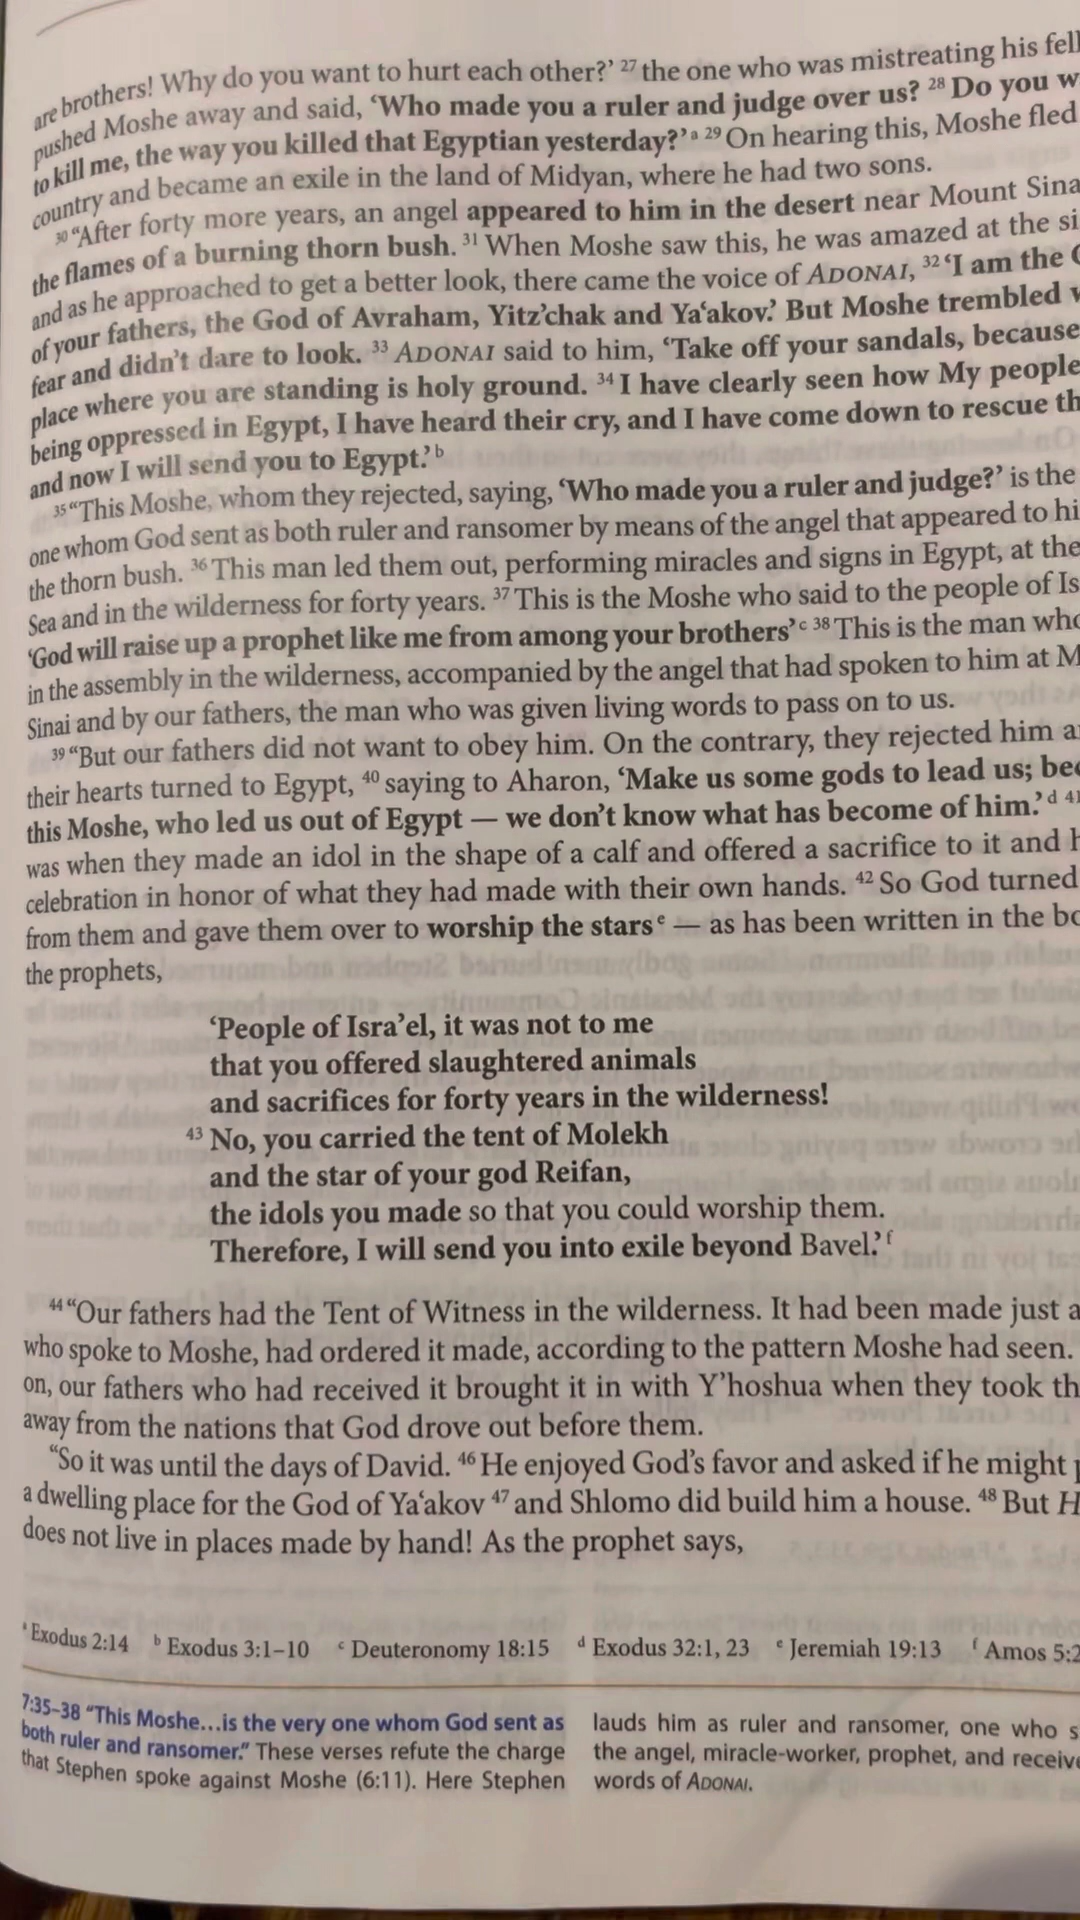 are brothers! Why do you want to hurt each other?’ ²⁷ the one who was mistreating his fell
pushed Moshe away and said, ‘Who made you a ruler and judge over us? ²⁸ Do you w
to kill me, the way you killed that Egyptian yesterday?’ᵃ ²⁹ On hearing this, Moshe fled
country and became an exile in the land of Midyan, where he had two sons.
³⁰ “After forty more years, an angel appeared to him in the desert near Mount Sina
the flames of a burning thorn bush. ³¹ When Moshe saw this, he was amazed at the si
and as he approached to get a better look, there came the voice of ADONAI, ³² ‘I am the G
of your fathers, the God of Avraham, Yitz’chak and Ya‘akov.’ But Moshe trembled w
fear and didn’t dare to look. ³³ ADONAI said to him, ‘Take off your sandals, because
place where you are standing is holy ground. ³⁴ I have clearly seen how My people
being oppressed in Egypt, I have heard their cry, and I have come down to rescue th
and now I will send you to Egypt.’ᵇ
³⁵ “This Moshe, whom they rejected, saying, ‘Who made you a ruler and judge?’ is the
one whom God sent as both ruler and ransomer by means of the angel that appeared to hi
the thorn bush. ³⁶ This man led them out, performing miracles and signs in Egypt, at the
Sea and in the wilderness for forty years. ³⁷ This is the Moshe who said to the people of Is
‘God will raise up a prophet like me from among your brothers’ᶜ ³⁸ This is the man who
in the assembly in the wilderness, accompanied by the angel that had spoken to him at M
Sinai and by our fathers, the man who was given living words to pass on to us.
³⁹ “But our fathers did not want to obey him. On the contrary, they rejected him a
their hearts turned to Egypt, ⁴⁰ saying to Aharon, ‘Make us some gods to lead us; bec
this Moshe, who led us out of Egypt — we don’t know what has become of him.’ᵈ ⁴¹
was when they made an idol in the shape of a calf and offered a sacrifice to it and h
celebration in honor of what they had made with their own hands. ⁴² So God turned
from them and gave them over to worship the starsᵉ — as has been written in the bo
the prophets,
‘People of Isra’el, it was not to me
that you offered slaughtered animals
and sacrifices for forty years in the wilderness!
⁴³ No, you carried the tent of Molekh
and the star of your god Reifan,
the idols you made so that you could worship them.
Therefore, I will send you into exile beyond Bavel.’ᶠ
⁴⁴ “Our fathers had the Tent of Witness in the wilderness. It had been made just a
who spoke to Moshe, had ordered it made, according to the pattern Moshe had seen.
on, our fathers who had received it brought it in with Y’hoshua when they took th
away from the nations that God drove out before them.
“So it was until the days of David. ⁴⁶ He enjoyed God’s favor and asked if he might p
a dwelling place for the God of Ya‘akov ⁴⁷ and Shlomo did build him a house. ⁴⁸ But H
does not live in places made by hand! As the prophet says,
ᵃ Exodus 2:14 ᵇ Exodus 3:1–10 ᶜ Deuteronomy 18:15 ᵈ Exodus 32:1, 23 ᵉ Jeremiah 19:13 ᶠ Amos 5:2
7:35–38 “This Moshe…is the very one whom God sent as
both ruler and ransomer.” These verses refute the charge
that Stephen spoke against Moshe (6:11). Here Stephen
lauds him as ruler and ransomer, one who s
the angel, miracle-worker, prophet, and receive
words of ADONAI.